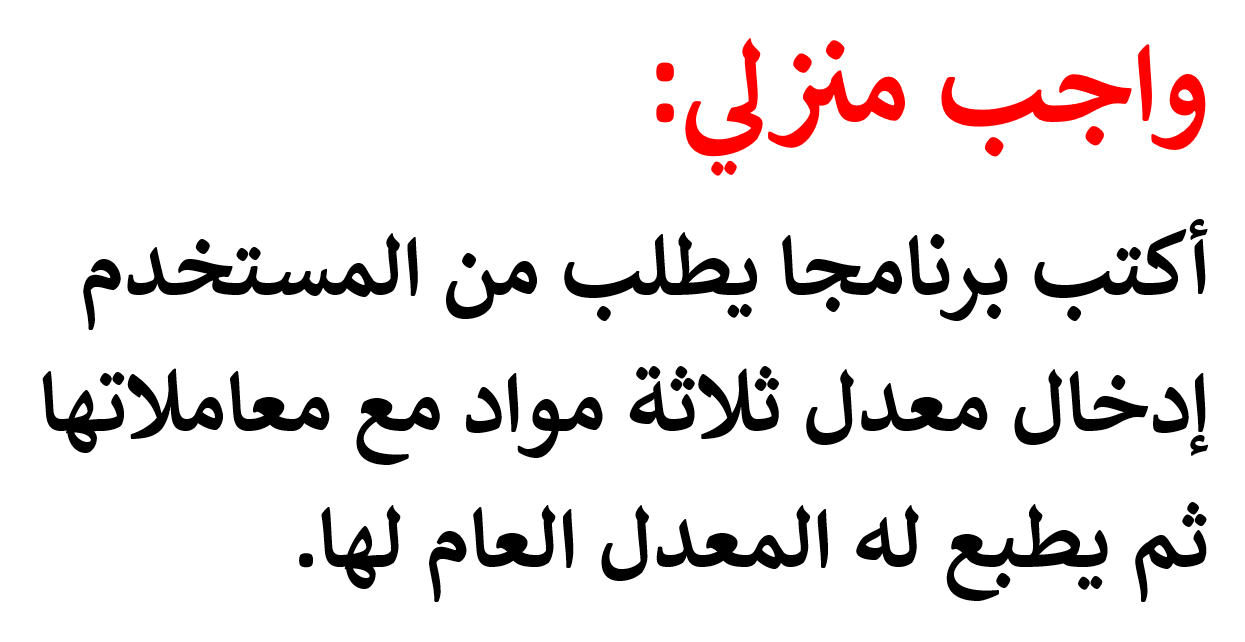 واجب منزلي:
أكتب برنامجا يطلب من المستخدم
إدخال معدل ثلاثة مواد مع معاملاتها
ثم يطبع له المعدل العام لها.